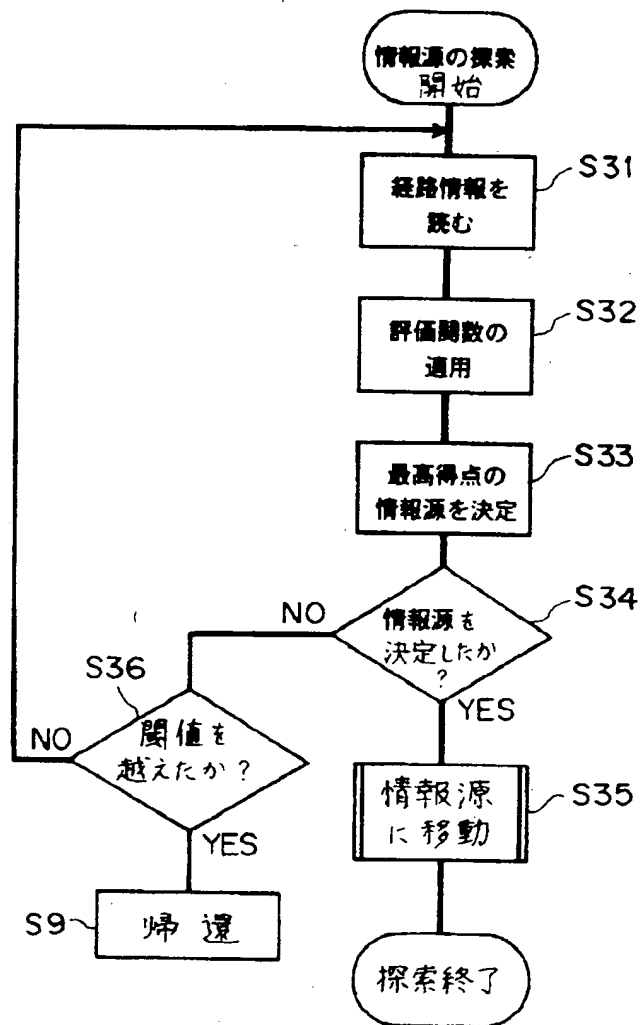 情報源の探索
開始
S31
経路情報を
読む
S32
評価関数の
適用
S33
最高得点の
情報源を決定
S34
情報源を
決定したか
?
NO
YES
S36
閾値を
越えたか?
NO
YES
S35
情報源
に移動
S9
帰還
探索終了